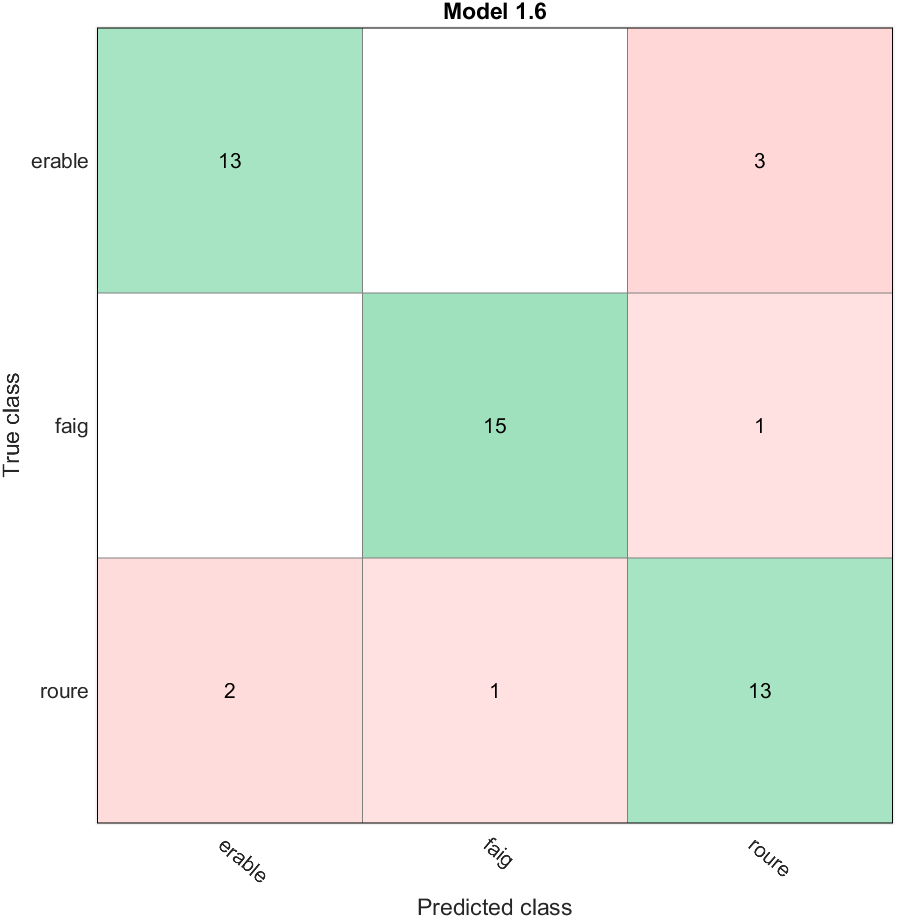 Model 1.6
erable 13 3
True class
faig 15 1
roure 2 1 13
erable faig roure
Predicted class